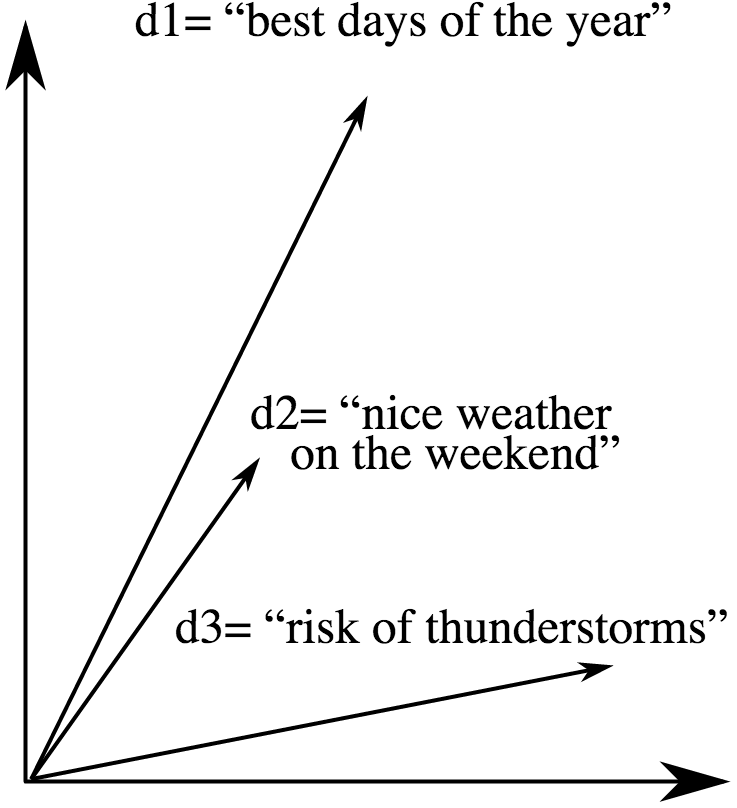 d1= “best days of the year”
d2= “nice weather
on the weekend”
d3= “risk of thunderstorms”